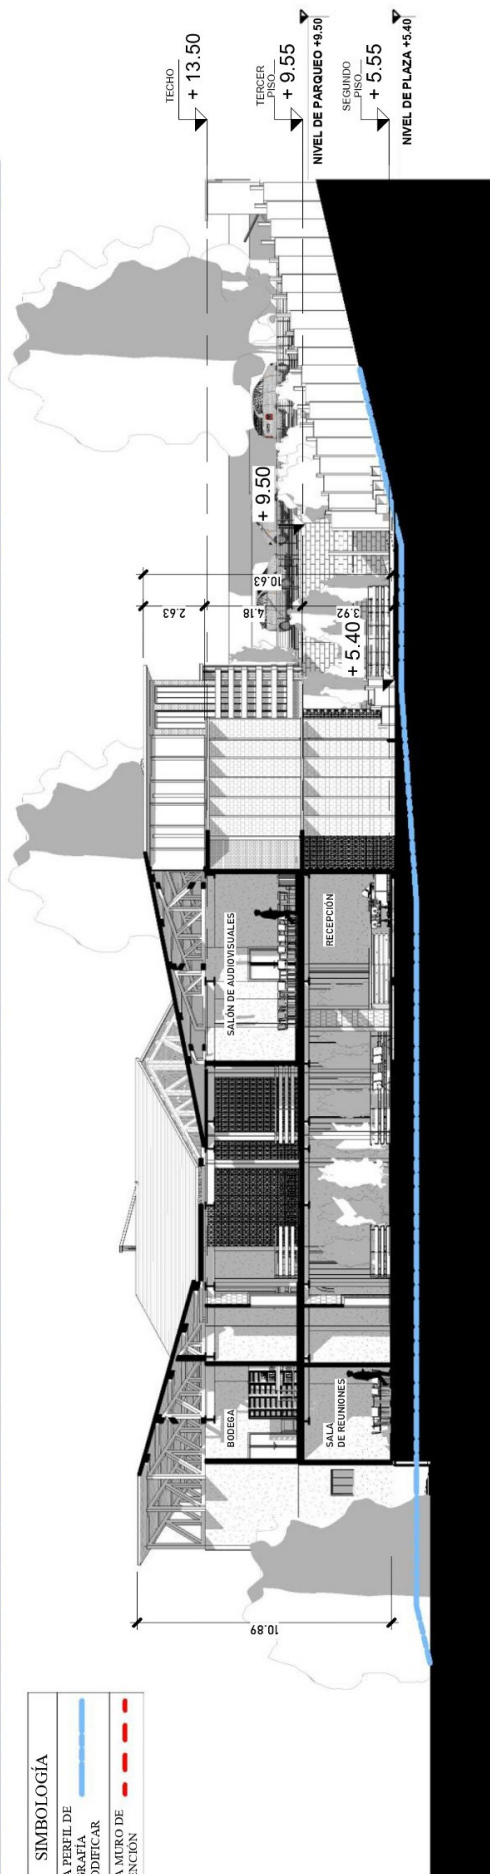 SIMBOLOGÍA
A PERFIL DE
RAFÍA
ODIFICAR
A MURO DE
ENCIÓN
10.89
BODEGA
SALA
DE REUNIONES
SALÓN DE AUDIOVISUALES
RECEPCIÓN
2.63
4.18
3.92
10.63
+ 5.40
+ 9.50
TECHO
+ 13.50
TERCER
PISO
+ 9.55
NIVEL DE PARQUEO +9.50
SEGUNDO
PISO
+ 5.55
NIVEL DE PLAZA +5.40